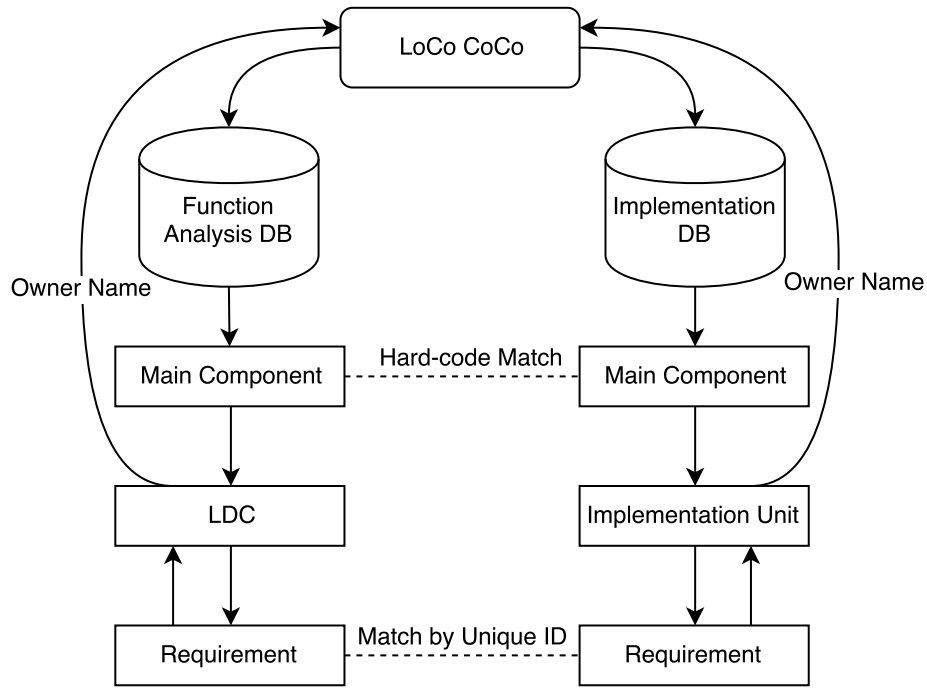 LoCo CoCo
Function
Analysis DB
Implementation
DB
Owner Name
Owner Name
Hard-code Match
Main Component
Main Component
LDC
Implementation Unit
Match by Unique ID
Requirement
Requirement